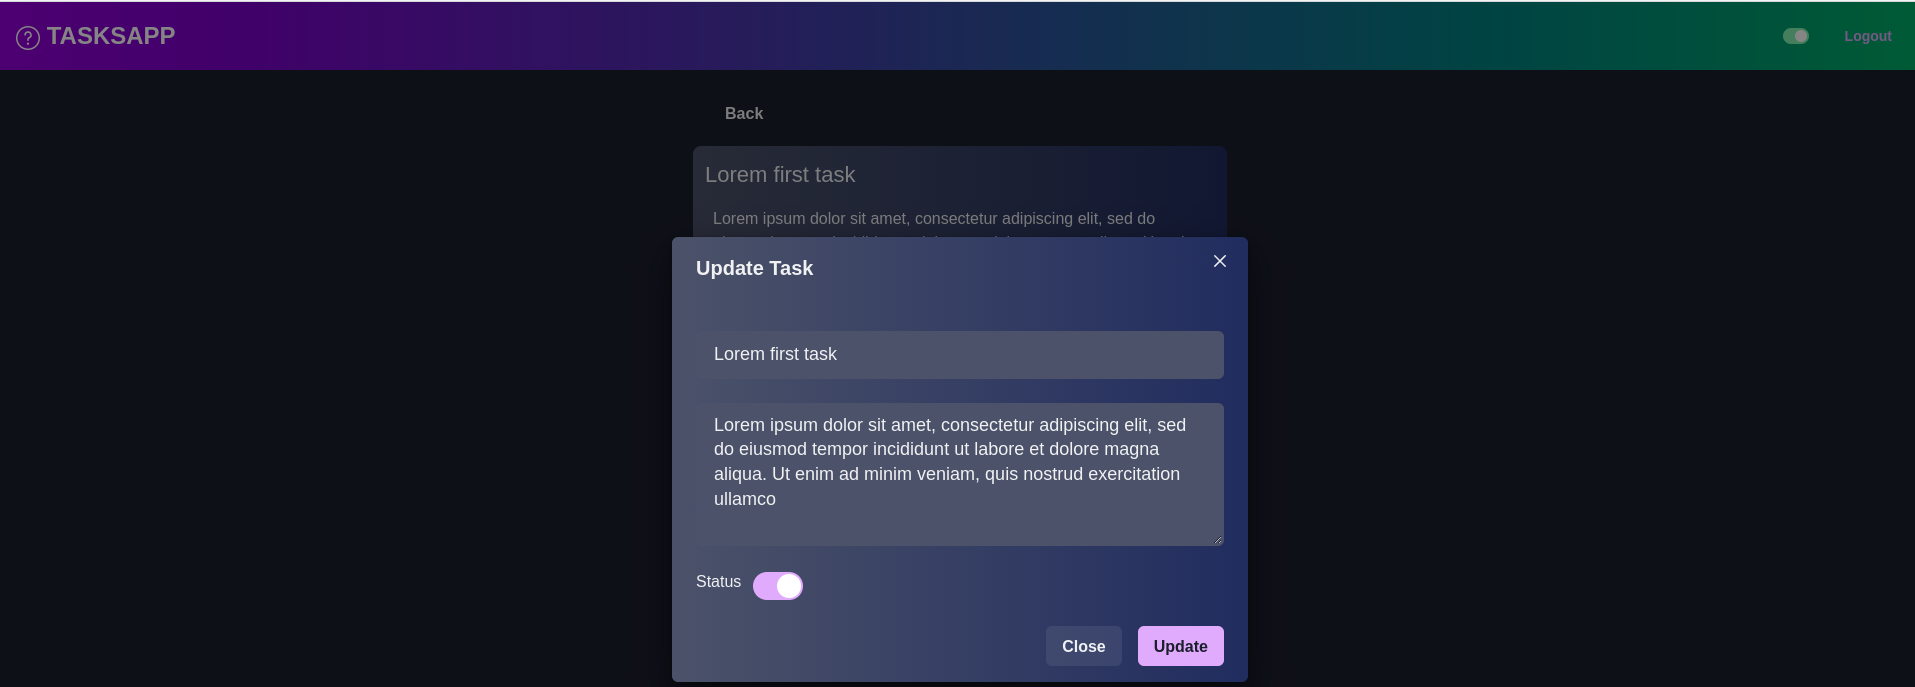 TASKSAPP
Logout
Back
Lorem first task
Lorem ipsum dolor sit amet, consectetur adipiscing elit, sed do
Update Task
Lorem first task
Lorem ipsum dolor sit amet, consectetur adipiscing elit, sed
do eiusmod tempor incididunt ut labore et dolore magna
aliqua. Ut enim ad minim veniam, quis nostrud exercitation
ullamco
Status
Close
Update